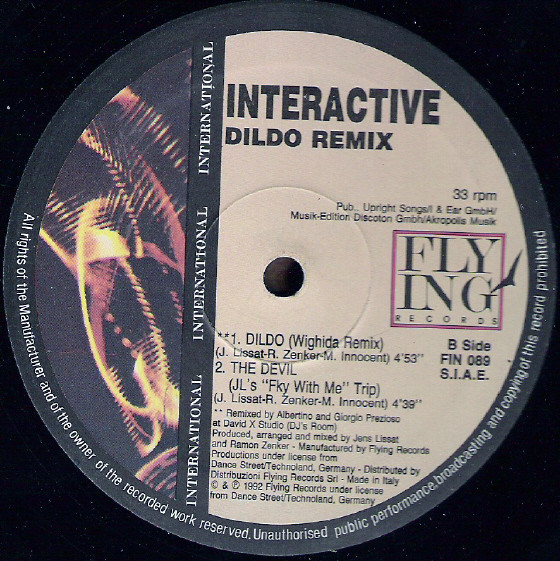 INTERACTIVE
DILDO REMIX
33 rpm
Pub.. Upright Songs/I & Ear GmbH/
Musik-Edition Discoton Gmbh/Akropolis Musik
FLY
ING
RECORDS
**1. DILDO (Wighida Remix)
(J. Lissat-R. Zenker-M. Innocent) 4'53"
2. THE DEVIL
(JL's "Fky With Me" Trip)
(J. Lissat-R. Zenker-M. Innocent) 4'39"
B Side
FIN 089
S.I.A.E.
** Remixed by Albertino and Giorgio Prezioso
at David X Studio (DJ's Room)
Produced, arranged and mixed by Jens Lissat
and Ramon Zenker - Manufactured by Flying Records
Productions under license from
Dance Street/Technoland, Germany - Distributed by
Distribuzioni Flying Records Srl - Made in Italy
© & ℗ 1992 Flying Records under license
from Dance Street/Technoland, Germany
INTERNATIONAL
INTERNATIONAL
INTERNATIONAL
All rights of the Manufacturer and of the owner of the recorded work reserved. Unauthorised public performance, broadcasting and copying of this record prohibited